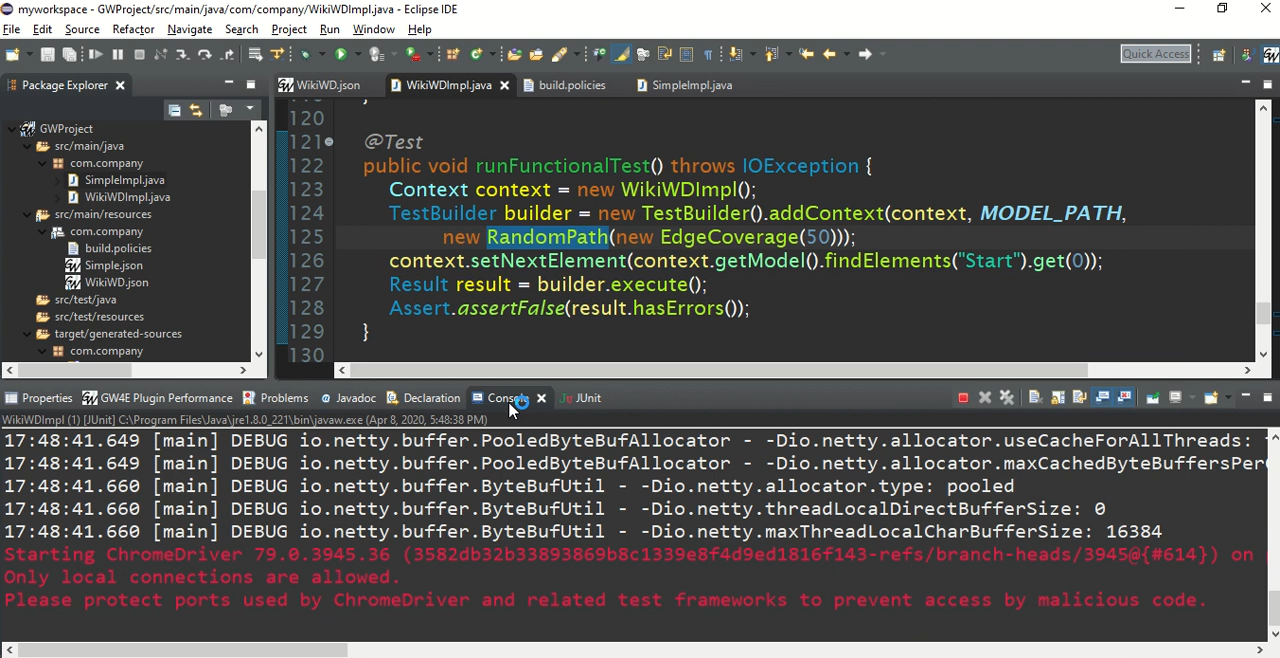 myworkspace - GWProject/src/main/java/com/company/WikiWDImpl.java - Eclipse IDE
File Edit Source Refactor Navigate Search Project Run Window Help
Quick Access
Package Explorer
WikiWD.json WikiWDImpl.java build.policies SimpleImpl.java
GWProject
src/main/java
com.company
SimpleImpl.java
WikiWDImpl.java
src/main/resources
com.company
build.policies
Simple.json
WikiWD.json
src/test/java
src/test/resources
target/generated-sources
com.company
120
121 @Test
122 public void runFunctionalTest() throws IOException {
123 Context context = new WikiWDImpl();
124 TestBuilder builder = new TestBuilder().addContext(context, MODEL_PATH,
125 new RandomPath(new EdgeCoverage(50)));
126 context.setNextElement(context.getModel().findElements("Start").get(0));
127 Result result = builder.execute();
128 Assert.assertFalse(result.hasErrors());
129 }
130
Properties GW4E Plugin Performance Problems Javadoc Declaration Console JUnit
WikiWDImpl (1) [JUnit] C:\Program Files\Java\jre1.8.0_221\bin\javaw.exe (Apr 8, 2020, 5:48:38 PM)
17:48:41.649 [main] DEBUG io.netty.buffer.PooledByteBufAllocator - -Dio.netty.allocator.useCacheForAllThreads:
17:48:41.649 [main] DEBUG io.netty.buffer.PooledByteBufAllocator - -Dio.netty.allocator.maxCachedByteBuffersPer
17:48:41.660 [main] DEBUG io.netty.buffer.ByteBufUtil - -Dio.netty.allocator.type: pooled
17:48:41.660 [main] DEBUG io.netty.buffer.ByteBufUtil - -Dio.netty.threadLocalDirectBufferSize: 0
17:48:41.660 [main] DEBUG io.netty.buffer.ByteBufUtil - -Dio.netty.maxThreadLocalCharBufferSize: 16384
Starting ChromeDriver 79.0.3945.36 (3582db32b33893869b8c1339e8f4d9ed1816f143-refs/branch-heads/3945@{#614}) on
Only local connections are allowed.
Please protect ports used by ChromeDriver and related test frameworks to prevent access by malicious code.